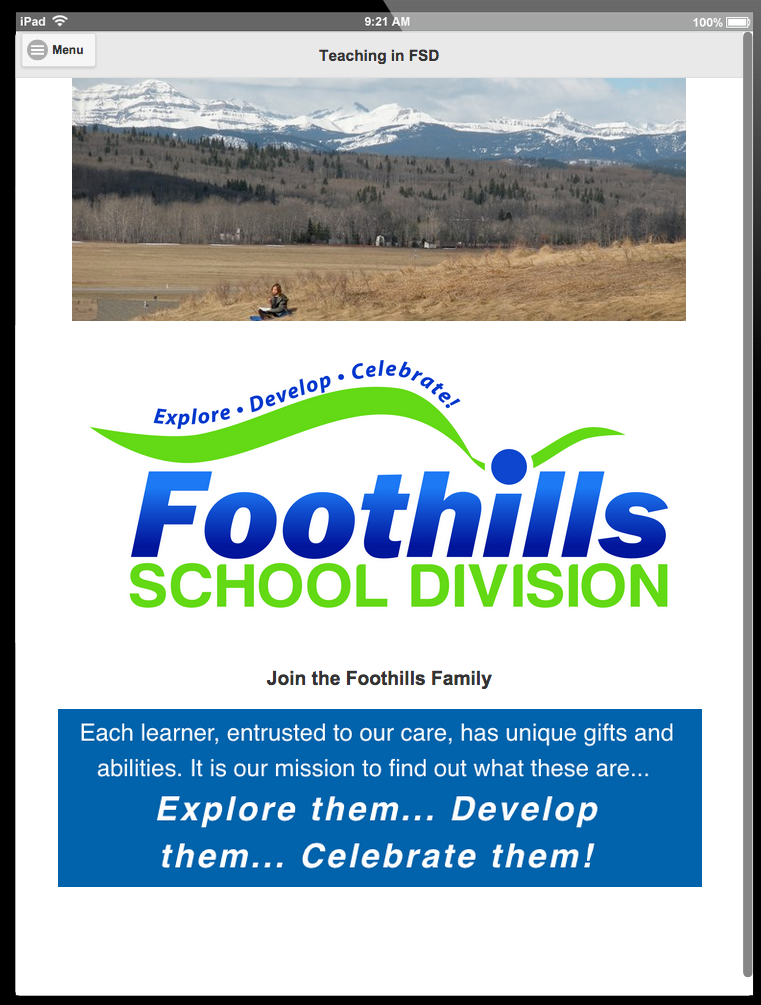 iPad 9:21 AM 100%
Menu
Teaching in FSD
Explore • Develop • Celebrate!
Foothills
SCHOOL DIVISION
Join the Foothills Family
Each learner, entrusted to our care, has unique gifts and
abilities. It is our mission to find out what these are...
Explore them... Develop
them... Celebrate them!